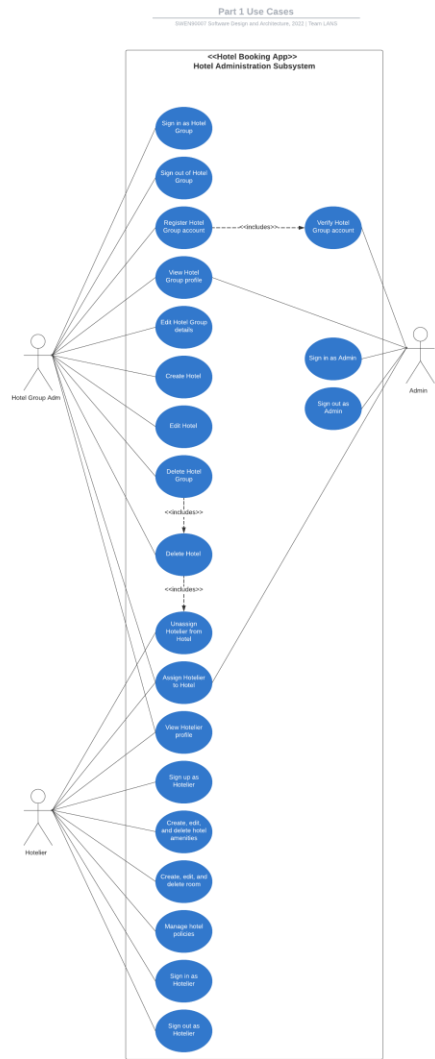 Part 1 Use Cases
SWEN90007 Software Design and Architecture, 2022 | Team LANS
<<Hotel Booking App>>
Hotel Administration Subsystem
Sign in as Hotel
Group
Sign out of Hotel
Group
Register Hotel
Group account
<<includes>>
Verify Hotel
Group account
View Hotel
Group profile
Edit Hotel Group
details
Sign in as Admin
Hotel Group Adm
Admin
Create Hotel
Sign out as
Admin
Edit Hotel
Delete Hotel
Group
<<includes>>
Delete Hotel
<<includes>>
Unassign
Hotelier from
Hotel
Assign Hotelier
to Hotel
View Hotelier
profile
Sign up as
Hotelier
Create, edit,
and delete hotel
amenities
Hotelier
Create, edit, and
delete room
Manage hotel
policies
Sign in as
Hotelier
Sign out as
Hotelier